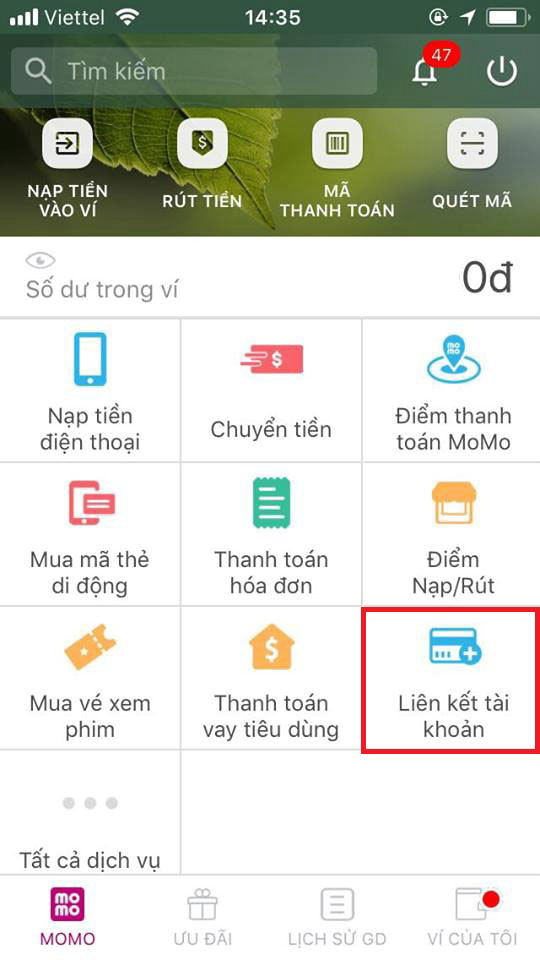 Viettel 14:35
Tìm kiếm
47
NẠP TIỀN
VÀO VÍ
RÚT TIỀN
MÃ
THANH TOÁN
QUÉT MÃ
Số dư trong ví
0đ
Nạp tiền
điện thoại
Chuyển tiền
mo
mo
Điểm thanh
toán MoMo
Mua mã thẻ
di động
Thanh toán
hóa đơn
Điểm
Nạp/Rút
Mua vé xem
phim
Thanh toán
vay tiêu dùng
Liên kết tài
khoản
Tất cả dịch vụ
mo
mo
MOMO
ƯU ĐÃI
LỊCH SỬ GD
VÍ CỦA TÔI